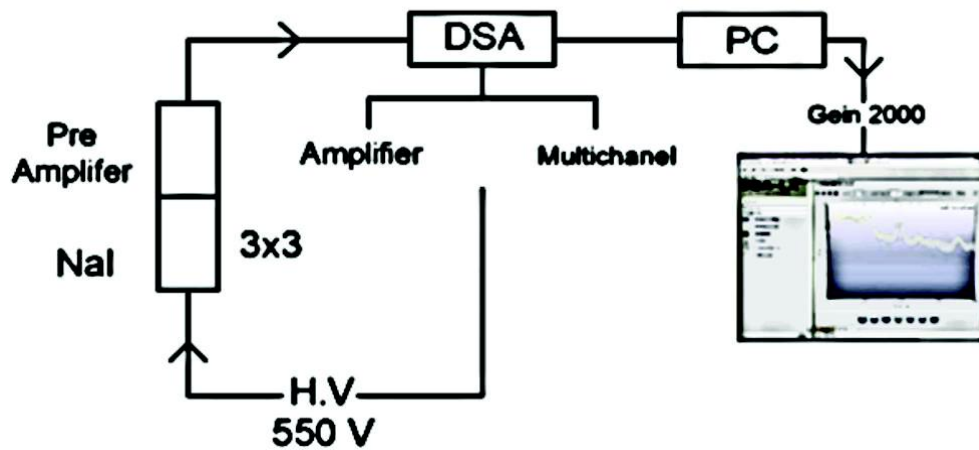 DSA
PC
Pre
Amplifer
Amplifier
Multichanel
Gein 2000
NaI
3x3
H.V
550 V